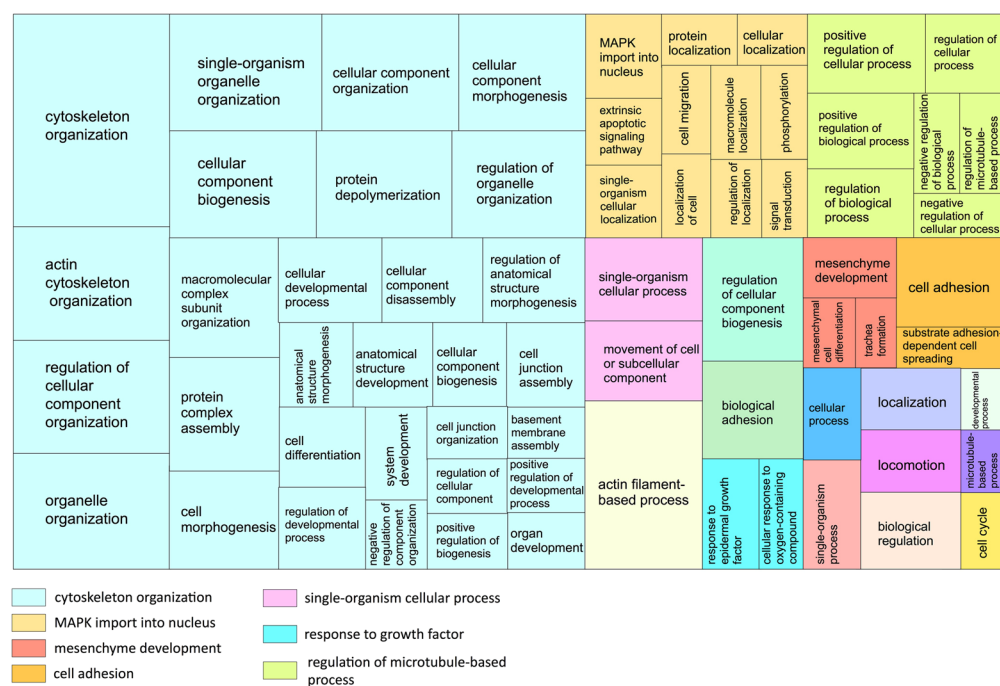 cytoskeleton
organization
actin
cytoskeleton
organization
regulation of
cellular
component
organization
organelle
organization
single-organism
organelle
organization
cellular component
organization
cellular
component
morphogenesis
cellular
component
biogenesis
protein
depolymerization
regulation of
organelle
organization
macromolecular
complex
subunit
organization
cellular
developmental
process
cellular
component
disassembly
regulation of
anatomical
structure
morphogenesis
anatomical
structure
morphogenesis
anatomical
structure
development
cellular
component
biogenesis
cell
junction
assembly
protein
complex
assembly
cell
differentiation
system
development
cell junction
organization
basement
membrane
assembly
regulation of
cellular
component
positive
regulation of
developmental
process
cell
morphogenesis
regulation of
developmental
process
negative
regulation of
component
organization
positive
regulation of
biogenesis
organ
development
MAPK
import into
nucleus
protein
localization
cellular
localization
extrinsic
apoptotic
signaling
pathway
cell migration
macromolecule
localization
phosphorylation
single-
organism
cellular
localization
localization
of cell
regulation of
localization
signal
transduction
positive
regulation of
cellular process
regulation of
cellular
process
positive
regulation of
biological process
negative regulation
of biological
process
regulation of
microtubule-
based process
regulation
of biological
process
negative
regulation of
cellular process
single-organism
cellular process
movement of cell
or subcellular
component
actin filament-
based process
regulation
of cellular
component
biogenesis
biological
adhesion
response to
epidermal growth
factor
cellular response to
oxygen-containing
compound
mesenchyme
development
mesenchymal
cell
differentiation
trachea
formation
cell adhesion
substrate adhesion-
dependent cell
spreading
cellular
process
localization
developmental
process
locomotion
microtubule-
based
process
single-organism
process
biological
regulation
cell cycle
cytoskeleton organization
MAPK import into nucleus
mesenchyme development
cell adhesion
single-organism cellular process
response to growth factor
regulation of microtubule-based
process